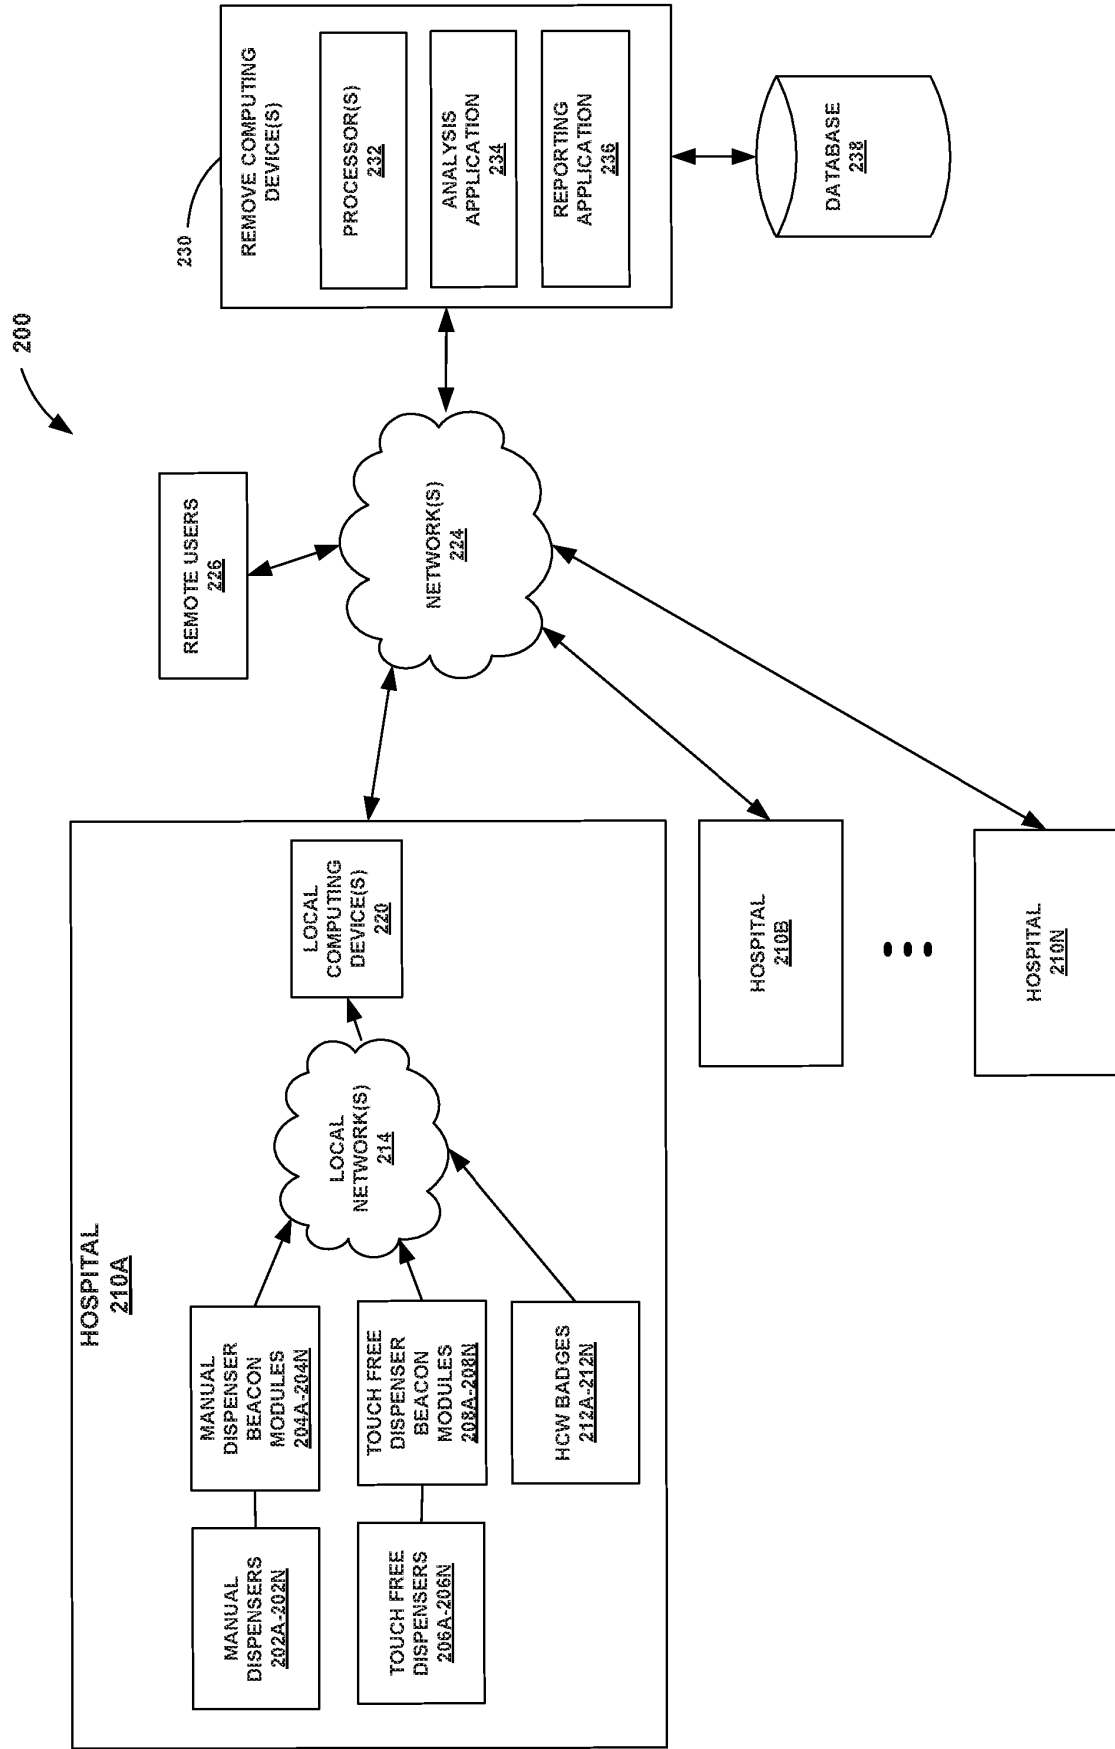 200
HOSPITAL
210A
MANUAL
DISPENSERS
202A-202N
MANUAL
DISPENSER
BEACON
MODULES
204A-204N
TOUCH FREE
DISPENSERS
206A-206N
TOUCH FREE
DISPENSER
BEACON
MODULES
208A-208N
HCW BADGES
212A-212N
LOCAL
NETWORK(S)
214
LOCAL
COMPUTING
DEVICE(S)
220
HOSPITAL
210B
HOSPITAL
210N
REMOTE USERS
226
NETWORK(S)
224
230
REMOVE COMPUTING
DEVICE(S)
PROCESSOR(S)
232
ANALYSIS
APPLICATION
234
REPORTING
APPLICATION
236
DATABASE
238